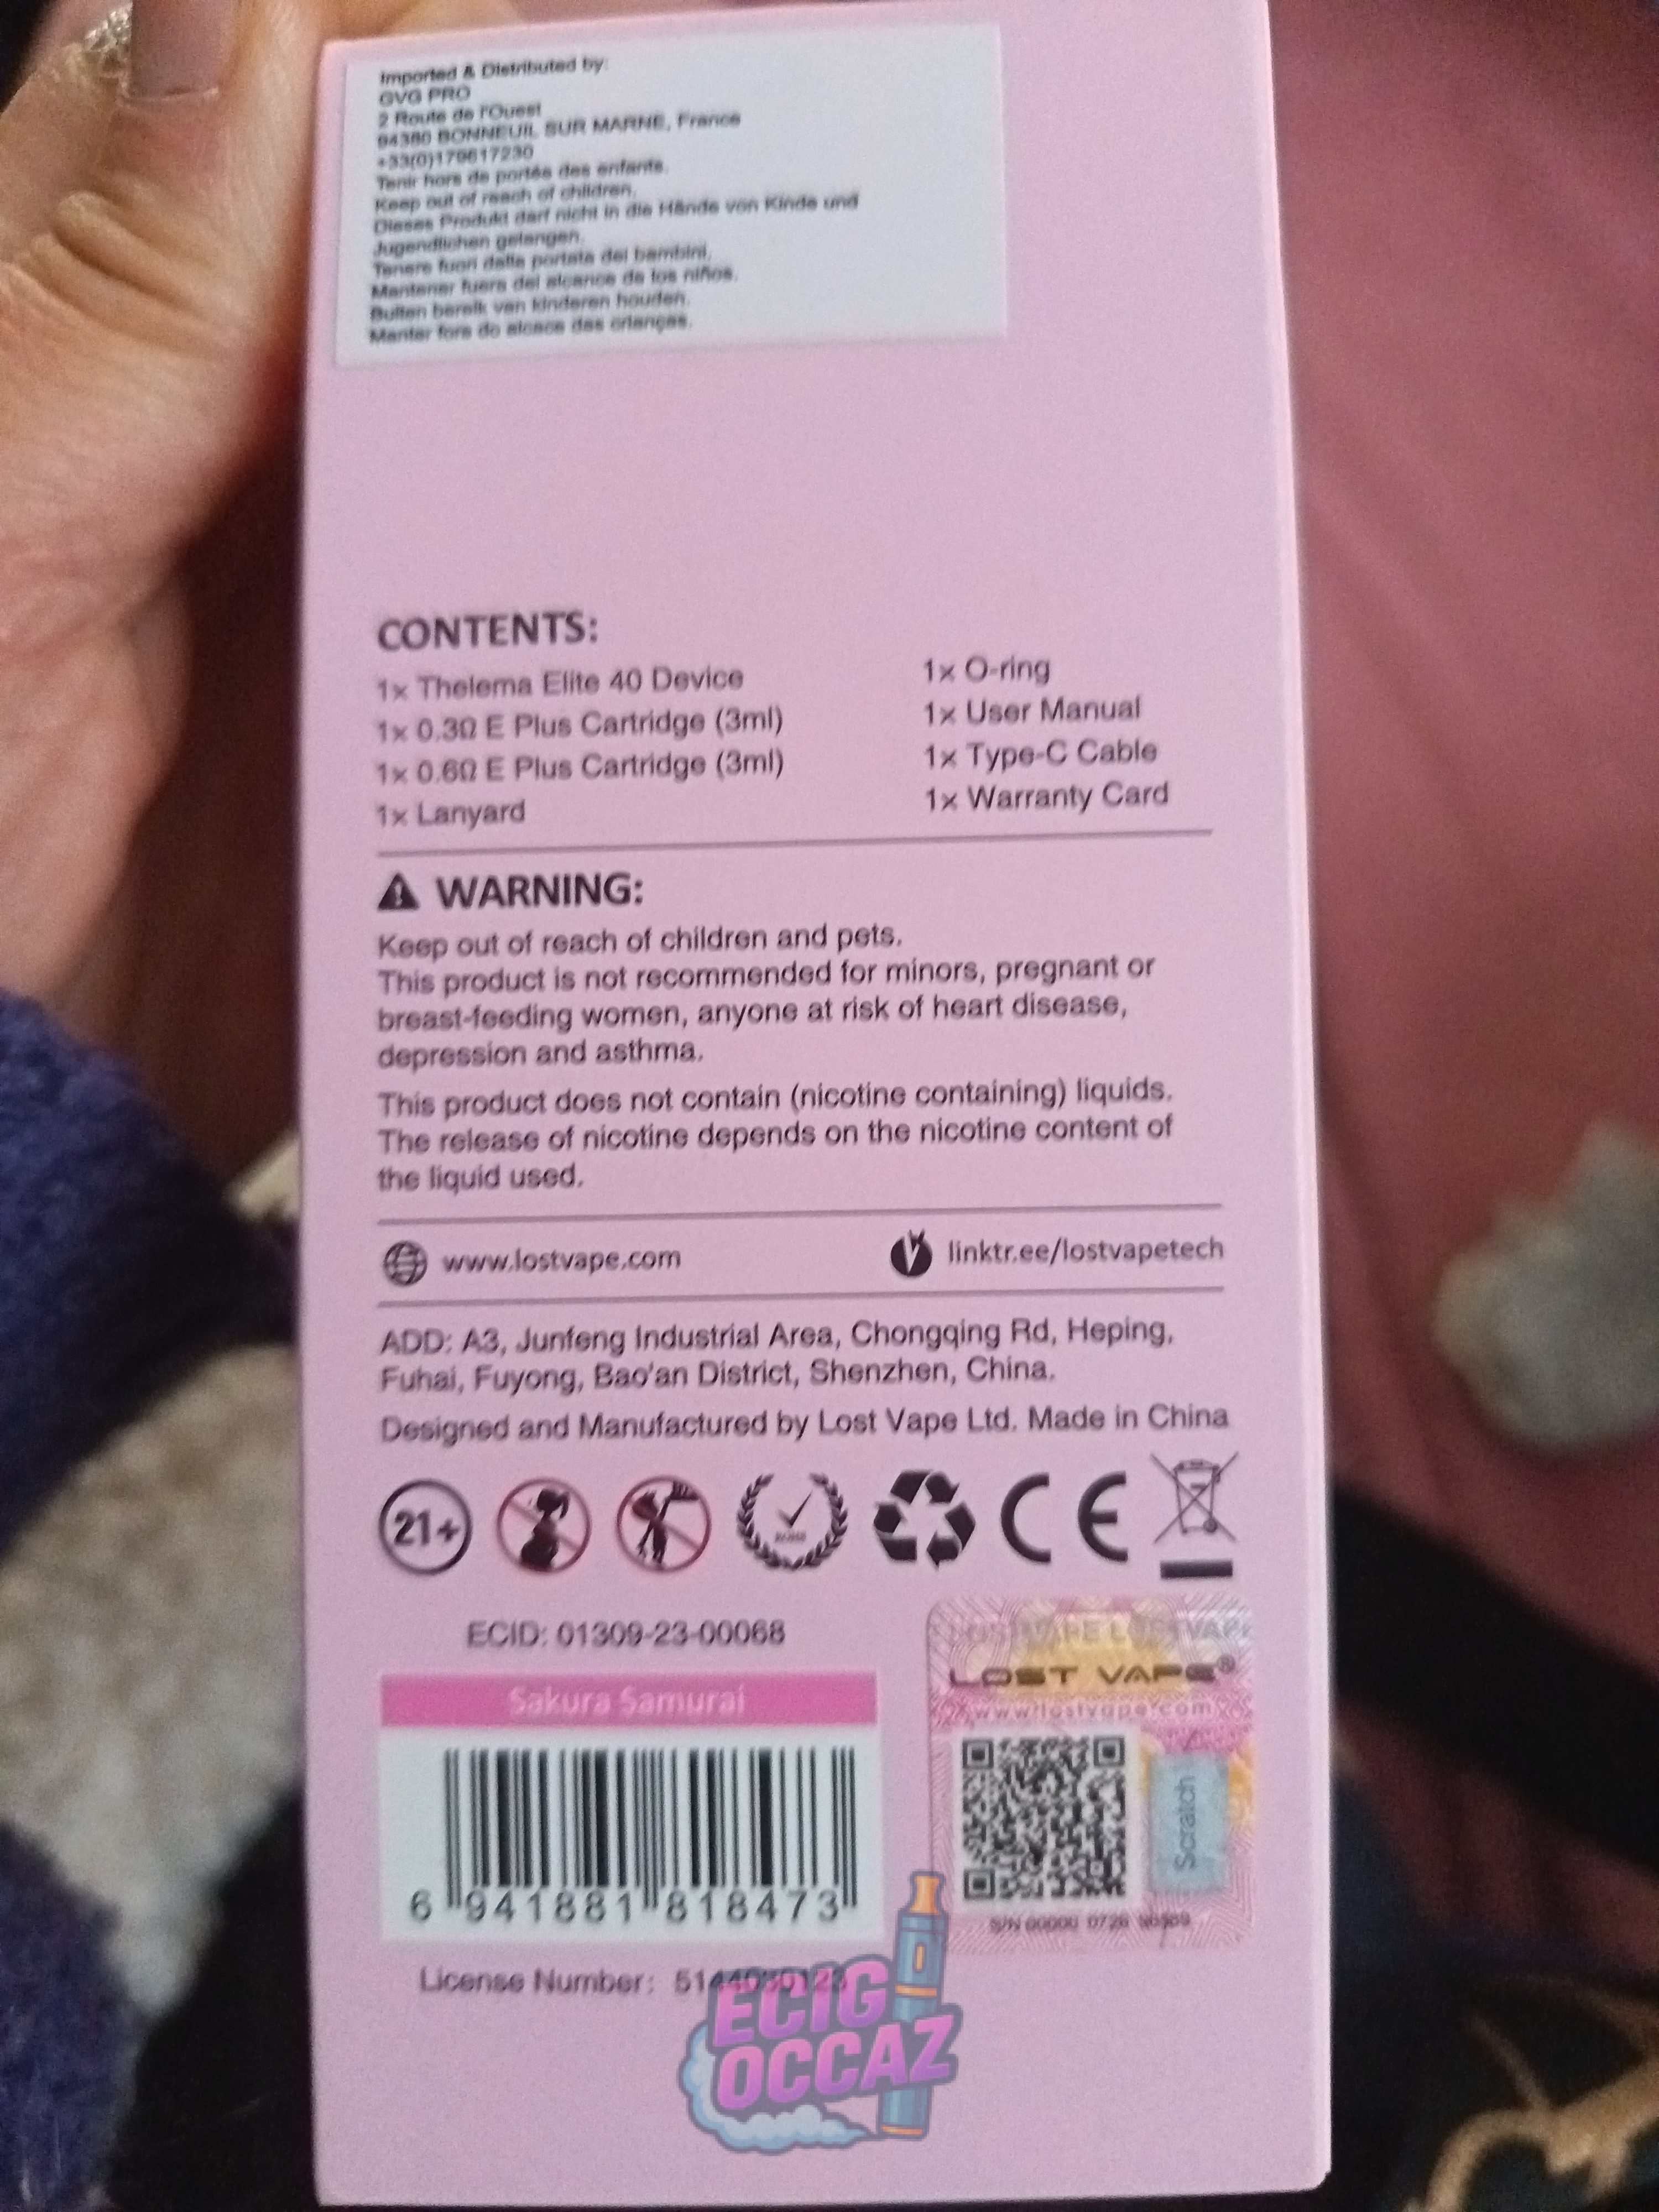 Imported & Distributed by:
GVG PRO
2 Route de l'Ouest
94380 BONNEUIL SUR MARNE, France
+33(0)179617230
Tenir hors de portée des enfants.
Keep out of reach of children.
Dieses Produkt darf nicht in die Hände von Kinde und
Jugendlichen gelangen.
Tenere fuori dalla portata dei bambini.
Mantener fuera del alcance de los niños.
Buiten bereik van kinderen houden.
Manter fora do alcace das crianças.
CONTENTS:
1x Thelema Elite 40 Device
1x 0.3Ω E Plus Cartridge (3ml)
1x 0.6Ω E Plus Cartridge (3ml)
1x Lanyard
1x O-ring
1x User Manual
1x Type-C Cable
1x Warranty Card
WARNING:
Keep out of reach of children and pets.
This product is not recommended for minors, pregnant or
breast-feeding women, anyone at risk of heart disease,
depression and asthma.
This product does not contain (nicotine containing) liquids.
The release of nicotine depends on the nicotine content of
the liquid used.
www.lostvape.com
linktr.ee/lostvapetech
ADD: A3, Junfeng Industrial Area, Chongqing Rd, Heping,
Fuhai, Fuyong, Bao'an District, Shenzhen, China.
Designed and Manufactured by Lost Vape Ltd. Made in China
21+
CE
ECID: 01309-23-00068
Sakura Samurai
6 941881 818473
License Number:
LOST VAPE LOST VAPE
LOST VAPE®
www.lostvape.com
Scratch
S/N 00000 0726
ECIG
OCCAZ